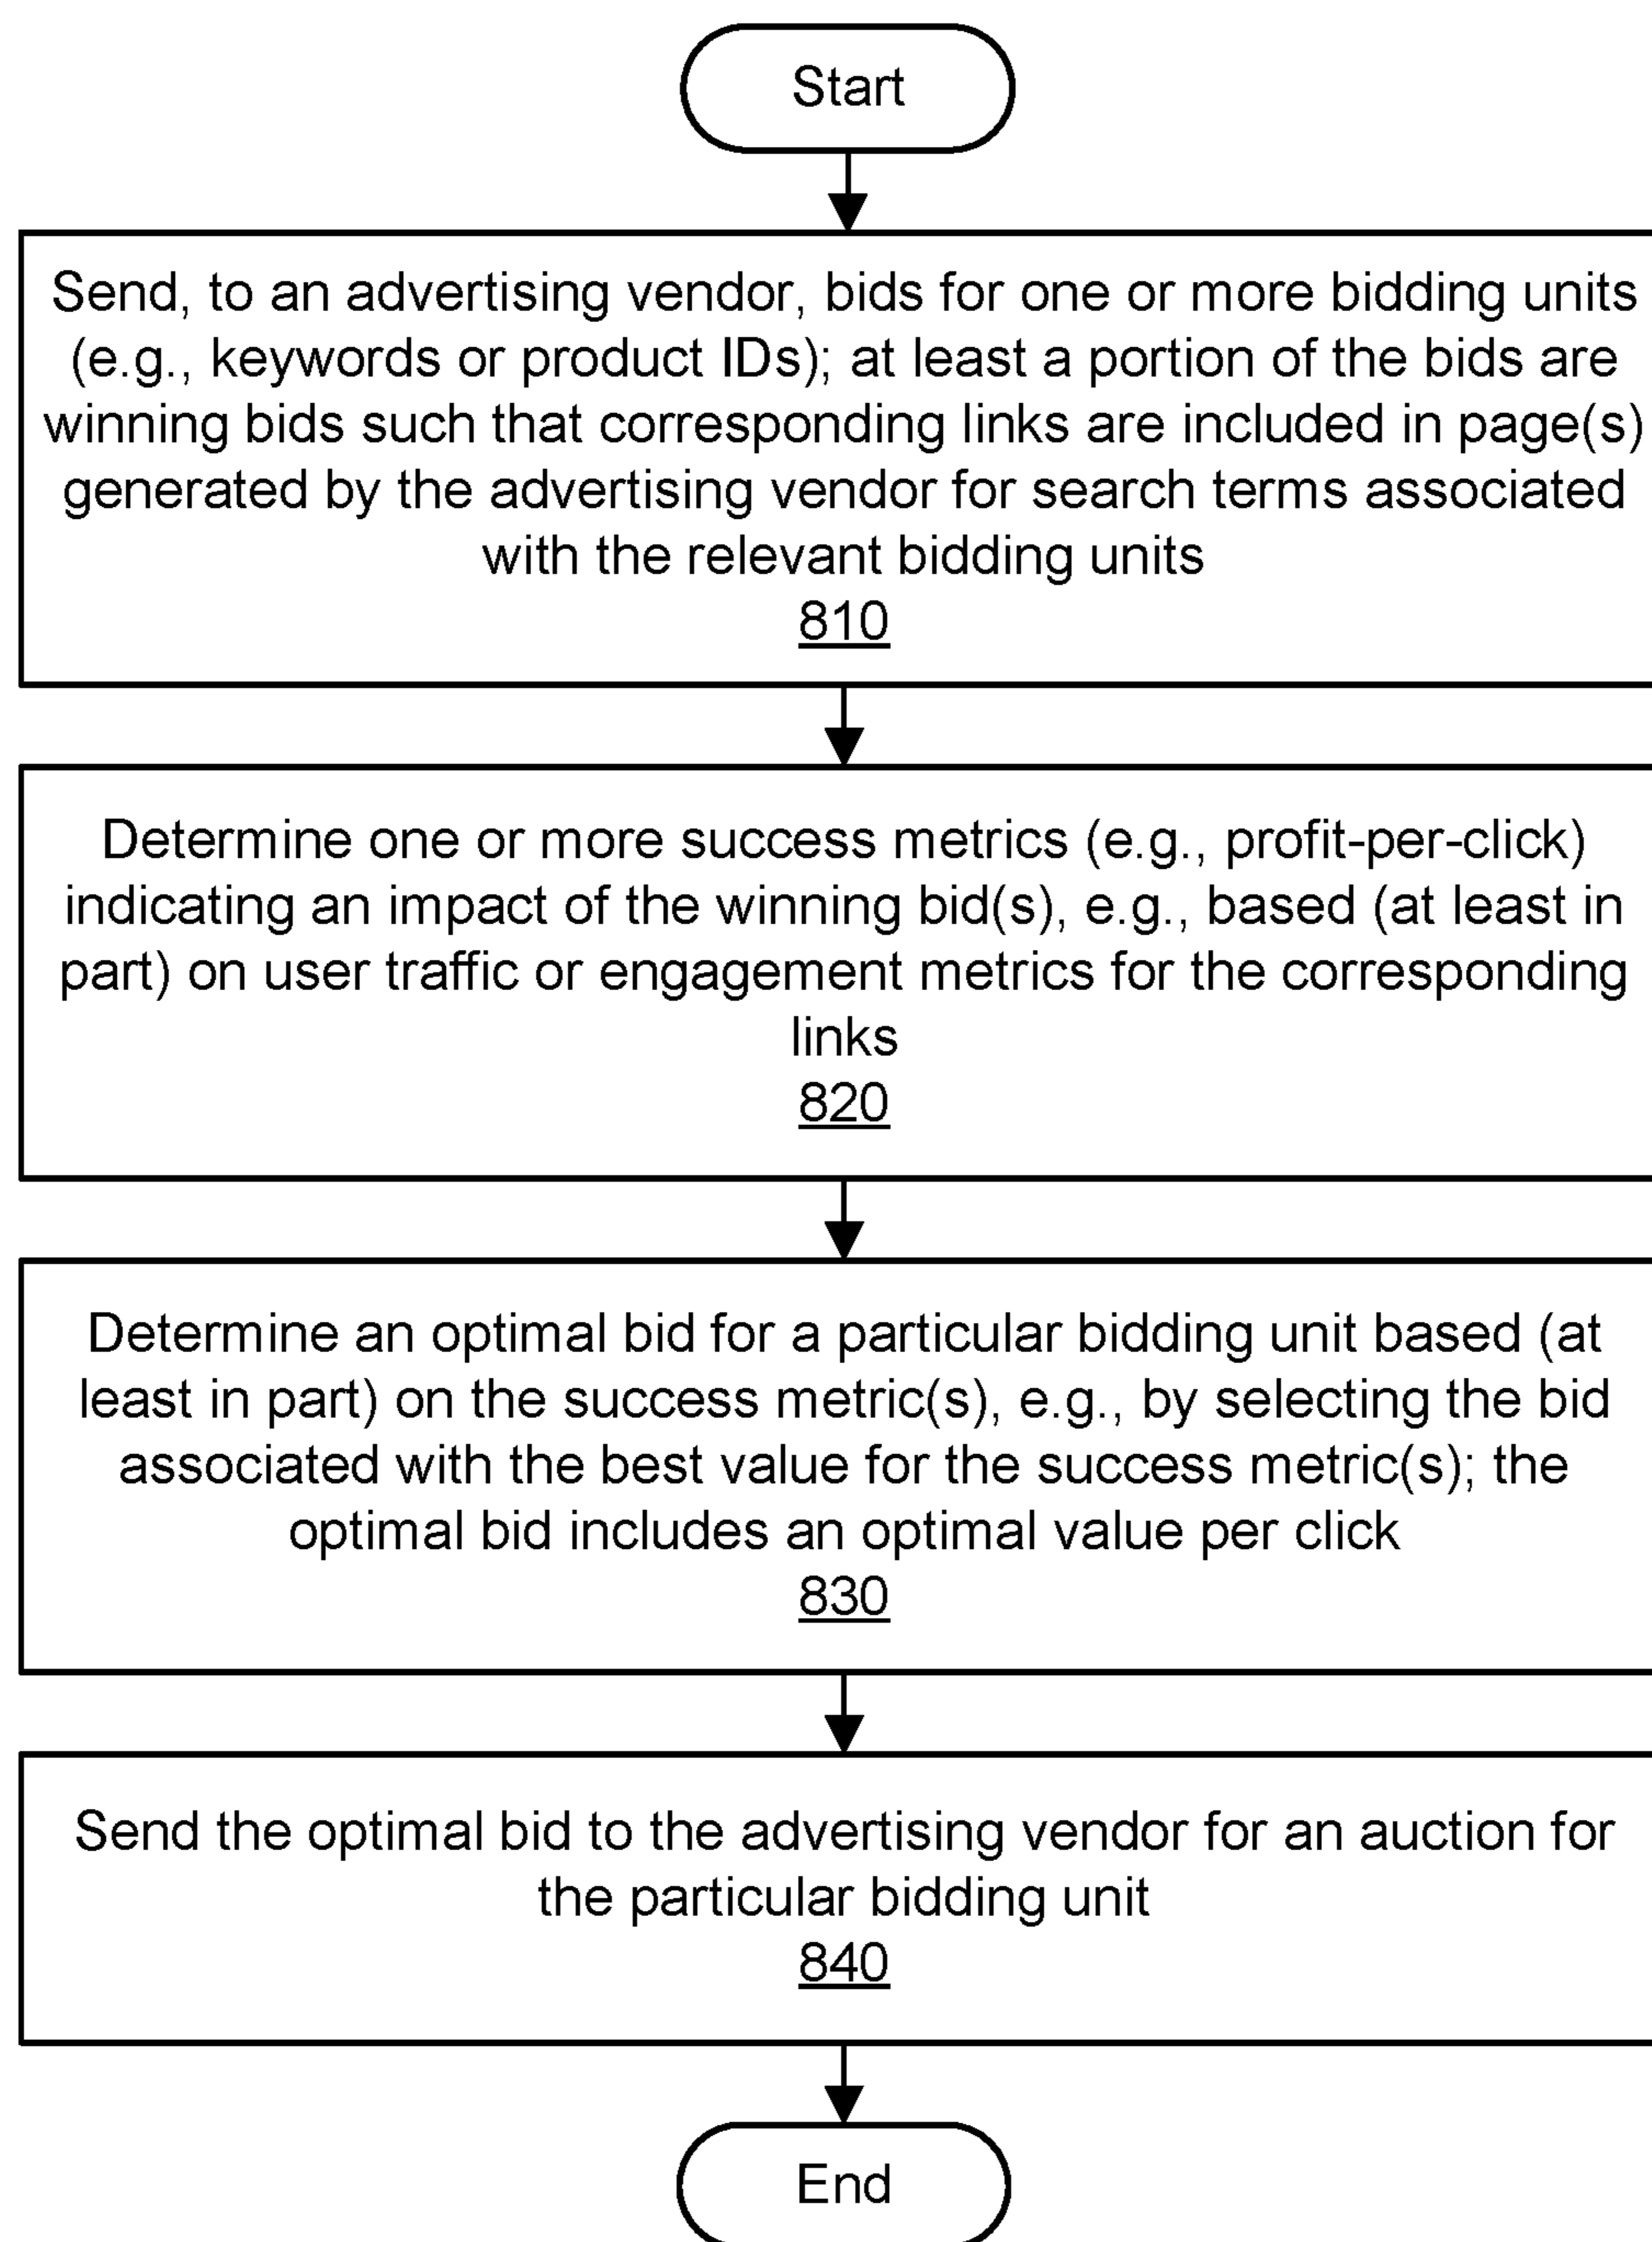 Start
Send, to an advertising vendor, bids for one or more bidding units
(e.g., keywords or product IDs); at least a portion of the bids are
winning bids such that corresponding links are included in page(s)
generated by the advertising vendor for search terms associated
with the relevant bidding units
810
Determine one or more success metrics (e.g., profit-per-click)
indicating an impact of the winning bid(s), e.g., based (at least in
part) on user traffic or engagement metrics for the corresponding
links
820
Determine an optimal bid for a particular bidding unit based (at
least in part) on the success metric(s), e.g., by selecting the bid
associated with the best value for the success metric(s); the
optimal bid includes an optimal value per click
830
Send the optimal bid to the advertising vendor for an auction for
the particular bidding unit
840
End